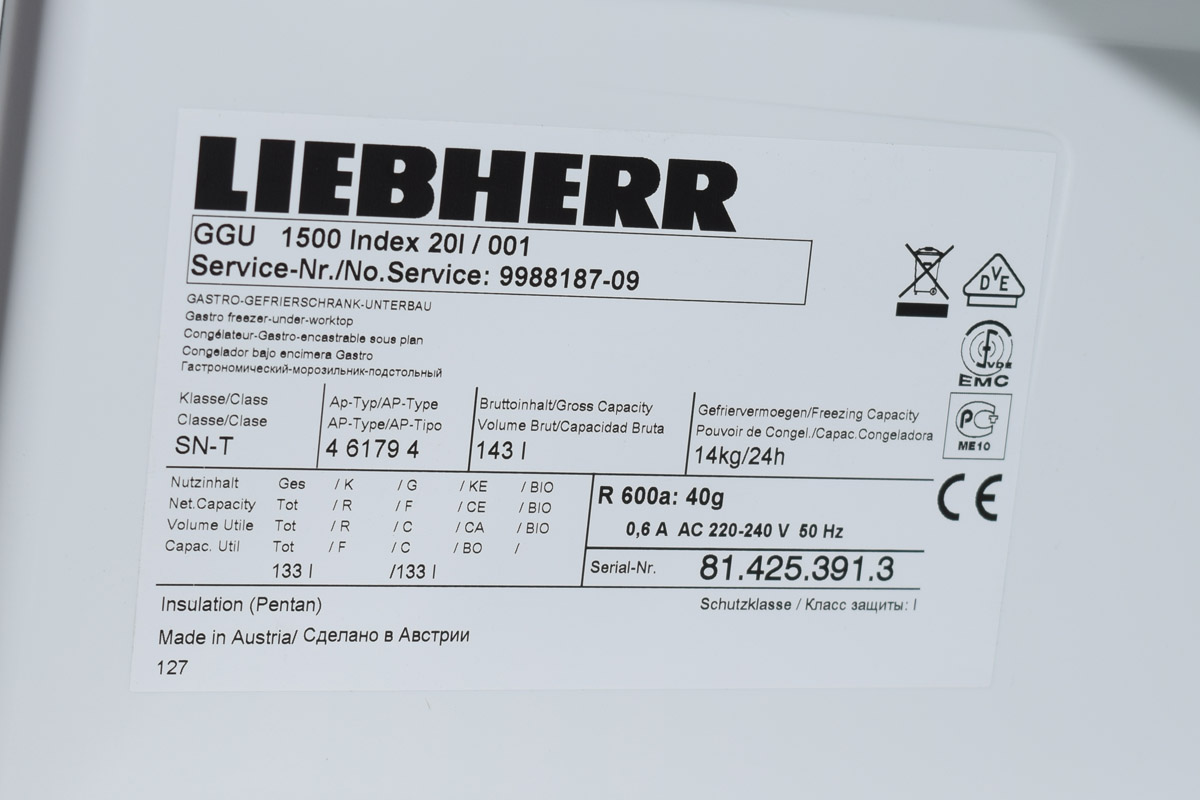 LIEBHERR
GGU 1500 Index 20I / 001
Service-Nr./No.Service: 9988187-09
GASTRO-GEFRIERSCHRANK-UNTERBAU
Gastro freezer-under-worktop
Congélateur-Gastro-encastrable sous plan
Congelador bajo encimera Gastro
Гастрономический-морозильник-подстольный
DVE
VDE
EMC
PC
ME10
CE
Klasse/Class
Classe/Clase
SN-T
Ap-Typ/AP-Type
AP-Type/AP-Tipo
4 6179 4
Bruttoinhalt/Gross Capacity
Volume Brut/Capacidad Bruta
143 l
Gefriervermoegen/Freezing Capacity
Pouvoir de Congel./Capac.Congeladora
14kg/24h
Nutzinhalt Ges / K / G / KE / BIO
Net.Capacity Tot / R / F / CE / BIO
Volume Utile Tot / R / C / CA / BIO
Capac. Util Tot / F / C / BO /
133 l /133 l
R 600a: 40g
0,6 A AC 220-240 V 50 Hz
Serial-Nr. 81.425.391.3
Insulation (Pentan)
Schutzklasse / Класс защиты: I
Made in Austria/ Сделано в Австрии
127